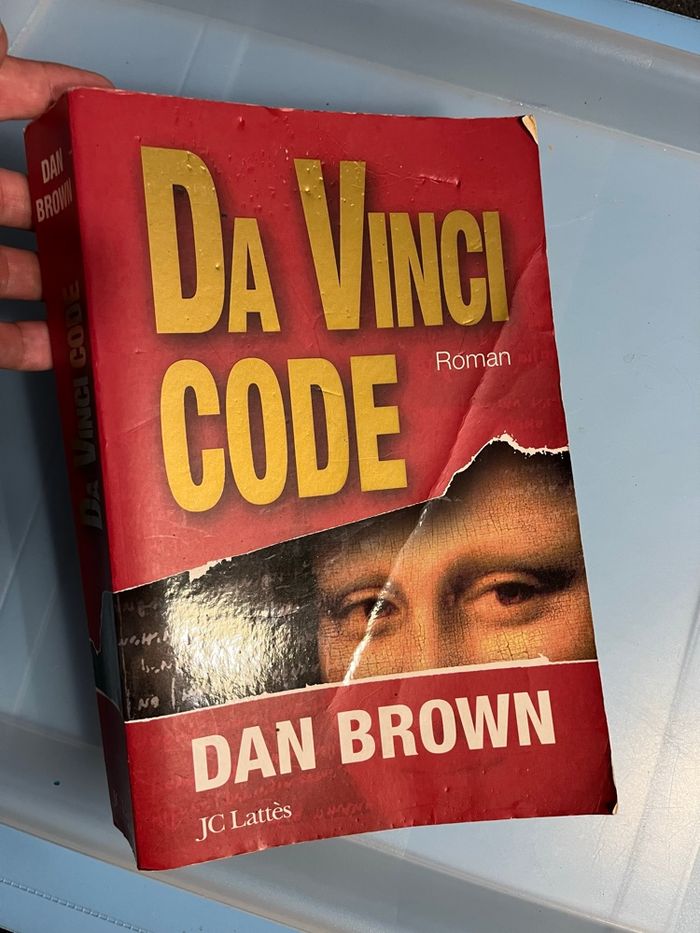 DAN
BROWN
DA VINCI CODE
DA VINCI
CODE
Roman
DAN BROWN
JC Lattès